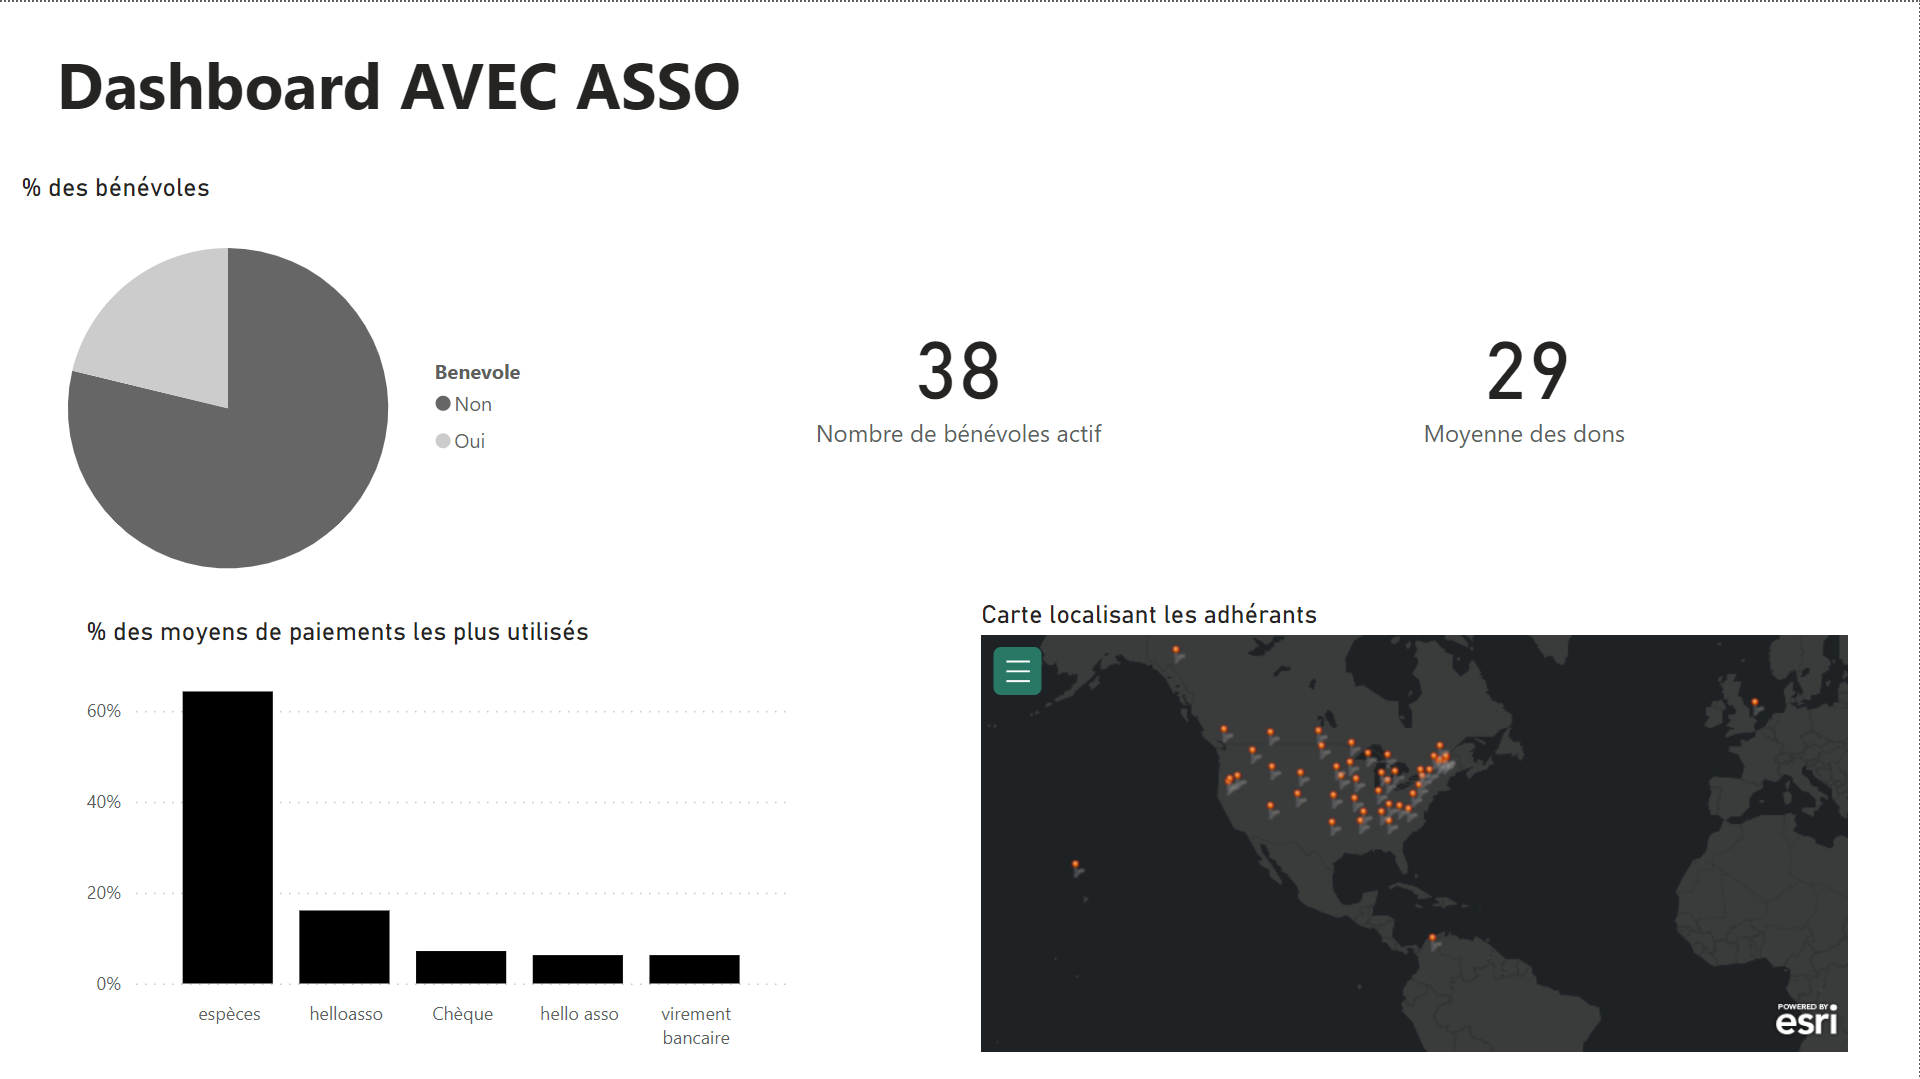 Dashboard AVEC ASSO
% des bénévoles
Benevole
Non
Oui
38
Nombre de bénévoles actif
29
Moyenne des dons
% des moyens de paiements les plus utilisés
60%
40%
20%
0%
espèces
helloasso
Chèque
hello asso
virement
bancaire
Carte localisant les adhérants
POWERED BY
esri